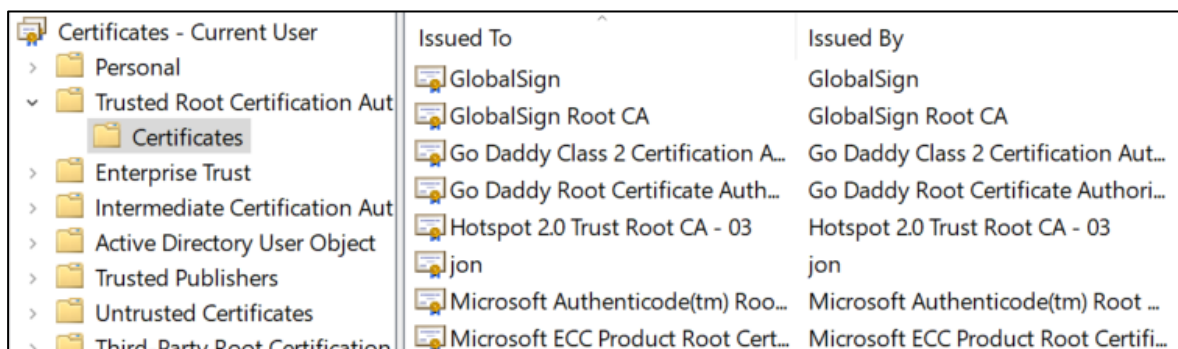 Certificates - Current User
Personal
Trusted Root Certification Aut
Certificates
Enterprise Trust
Intermediate Certification Aut
Active Directory User Object
Trusted Publishers
Untrusted Certificates
Third-Party Root Certification
Issued To Issued By
GlobalSign GlobalSign
GlobalSign Root CA GlobalSign Root CA
Go Daddy Class 2 Certification A... Go Daddy Class 2 Certification Aut...
Go Daddy Root Certificate Auth... Go Daddy Root Certificate Authori...
Hotspot 2.0 Trust Root CA - 03 Hotspot 2.0 Trust Root CA - 03
jon jon
Microsoft Authenticode(tm) Roo... Microsoft Authenticode(tm) Root ...
Microsoft ECC Product Root Cert... Microsoft ECC Product Root Certifi...